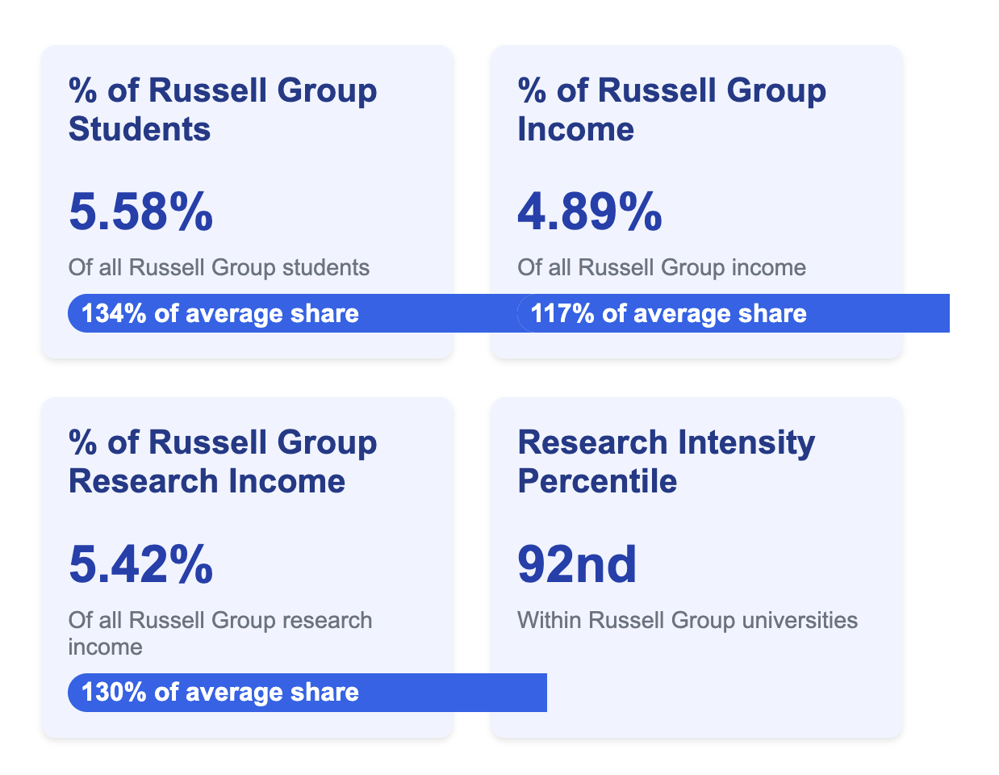 % of Russell Group
Students
5.58%
Of all Russell Group students
134% of average share
% of Russell Group
Income
4.89%
Of all Russell Group income
117% of average share
% of Russell Group
Research Income
5.42%
Of all Russell Group research
income
130% of average share
Research Intensity
Percentile
92nd
Within Russell Group universities